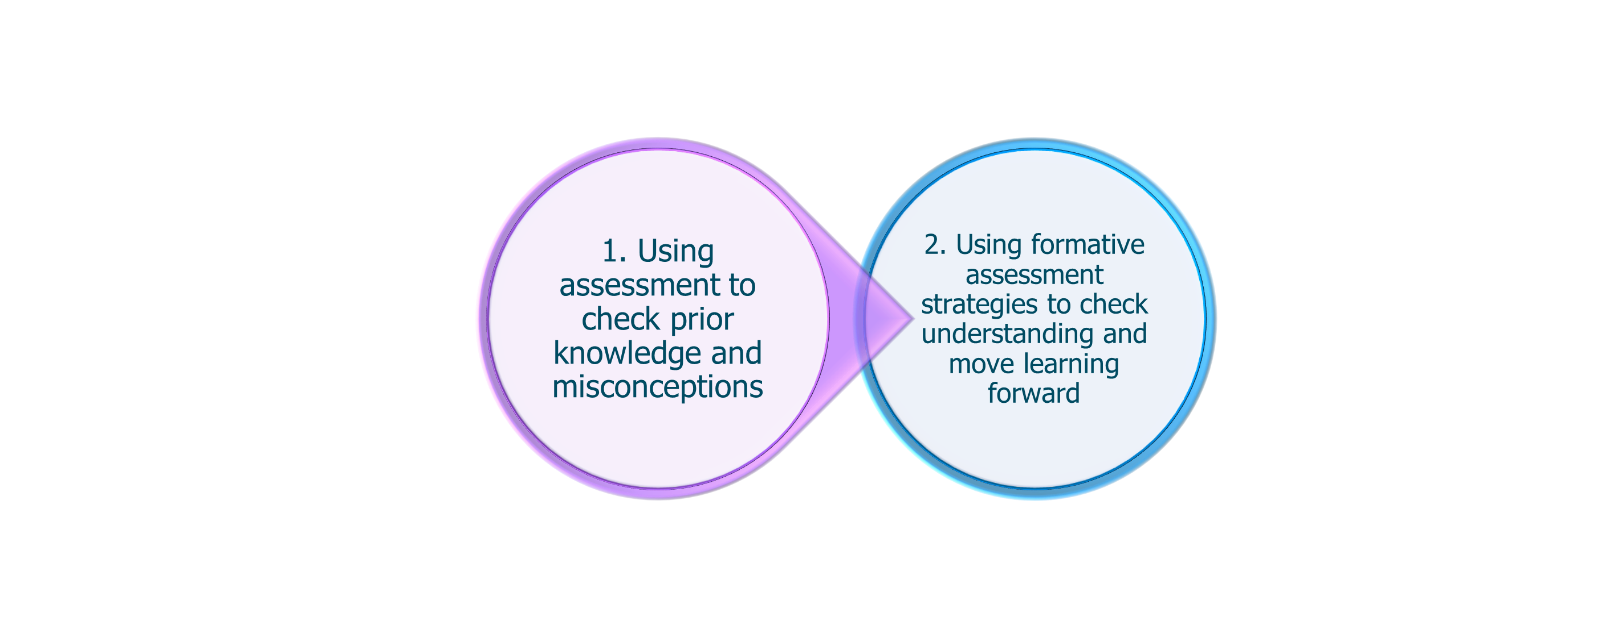 1. Using
assessment to
check prior
knowledge and
misconceptions
2. Using formative
assessment
strategies to check
understanding and
move learning
forward